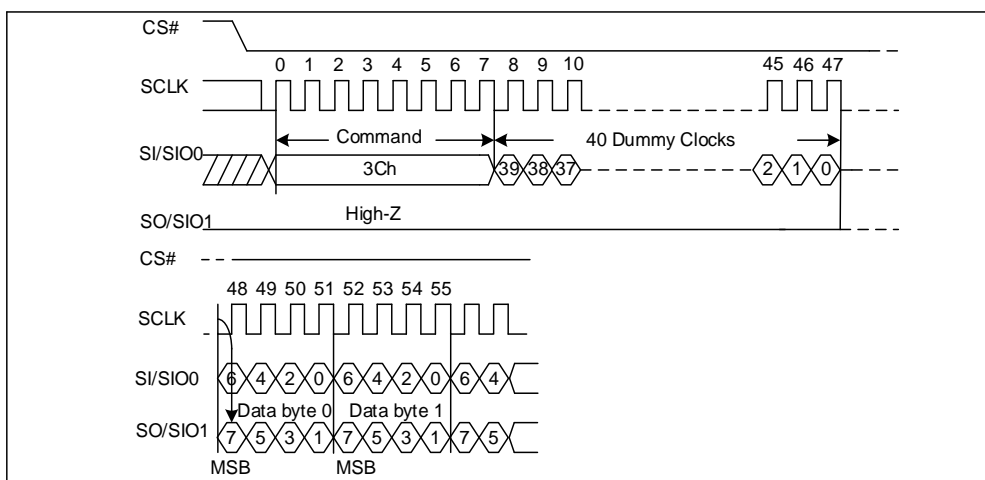 CS#
0 1 2 3 4 5 6 7 8 9 10 45 46 47
SCLK
Command 40 Dummy Clocks
SI/SIO0
3Ch 39 38 37 2 1 0
High-Z
SO/SIO1
CS#
48 49 50 51 52 53 54 55
SCLK
SI/SIO0 6 4 2 0 6 4 2 0 6 4
Data byte 0 Data byte 1
SO/SIO1 7 5 3 1 7 5 3 1 7 5
MSB MSB